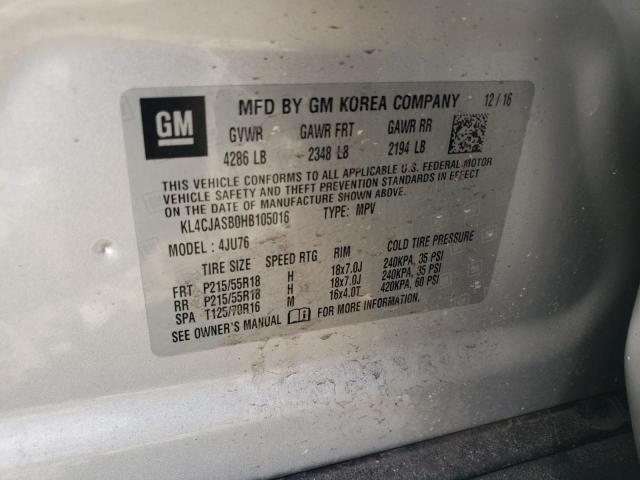 GM
MFD BY GM KOREA COMPANY 12/16
GVWR GAWR FRT GAWR RR
4286 LB 2348 LB 2194 LB
THIS VEHICLE CONFORMS TO ALL APPLICABLE U.S. FEDERAL MOTOR
VEHICLE SAFETY AND THEFT PREVENTION STANDARDS IN EFFECT
ON THE DATE OF MANUFACTURE SHOWN ABOVE.
KL4CJASB0HB105016 TYPE: MPV
MODEL: 4JU76
TIRE SIZE SPEED RTG RIM COLD TIRE PRESSURE
FRT P215/55R18 H 18x7.0J 240KPA, 35 PSI
RR P215/55R18 H 18x7.0J 240KPA, 35 PSI
SPA T125/70R16 M 16x4.0T 420KPA, 60 PSI
SEE OWNER'S MANUAL FOR MORE INFORMATION.